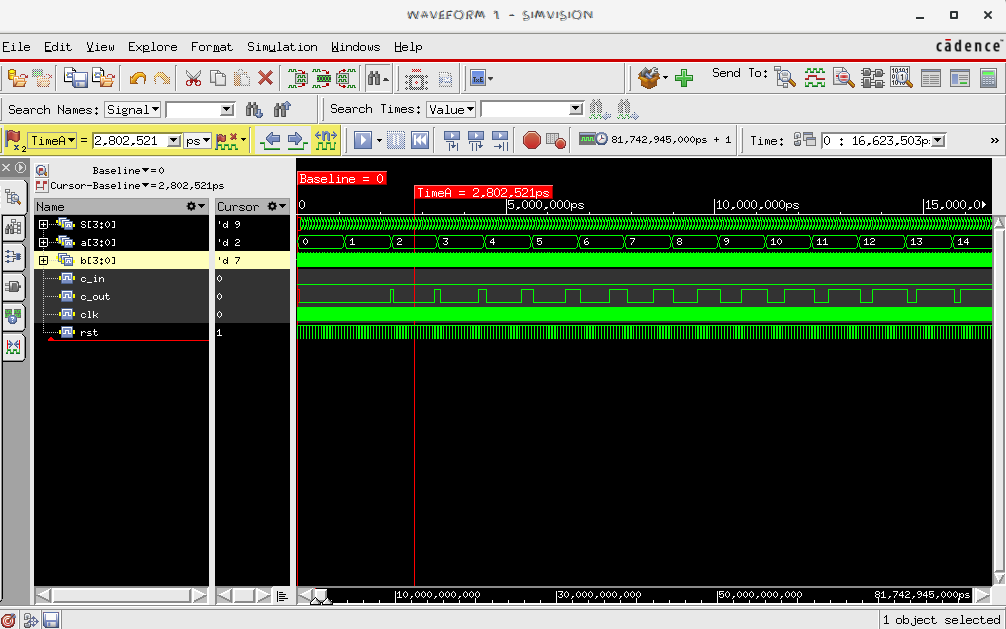 WAVEFORM 1 - SIMVISION
File Edit View Explore Format Simulation Windows Help
cādence
Send To:
Search Names: Signal
Search Times: Value
TimeA = 2,802,521 ps
81,742,945,000ps + 1
Time: 0 : 16,623,503p
Baseline=0
Cursor-Baseline=2,802,521ps
Baseline = 0
TimeA = 2,802,521ps
0 5,000,000ps 10,000,000ps 15,000,0
Name Cursor
S[3:0] 'd 9
a[3:0] 'd 2 0 1 2 3 4 5 6 7 8 9 10 11 12 13 14
b[3:0] 'd 7
c_in 0
c_out 0
clk 0
rst 1
10,000,000,000 30,000,000,000 50,000,000,000 81,742,945,000ps
1 object selected